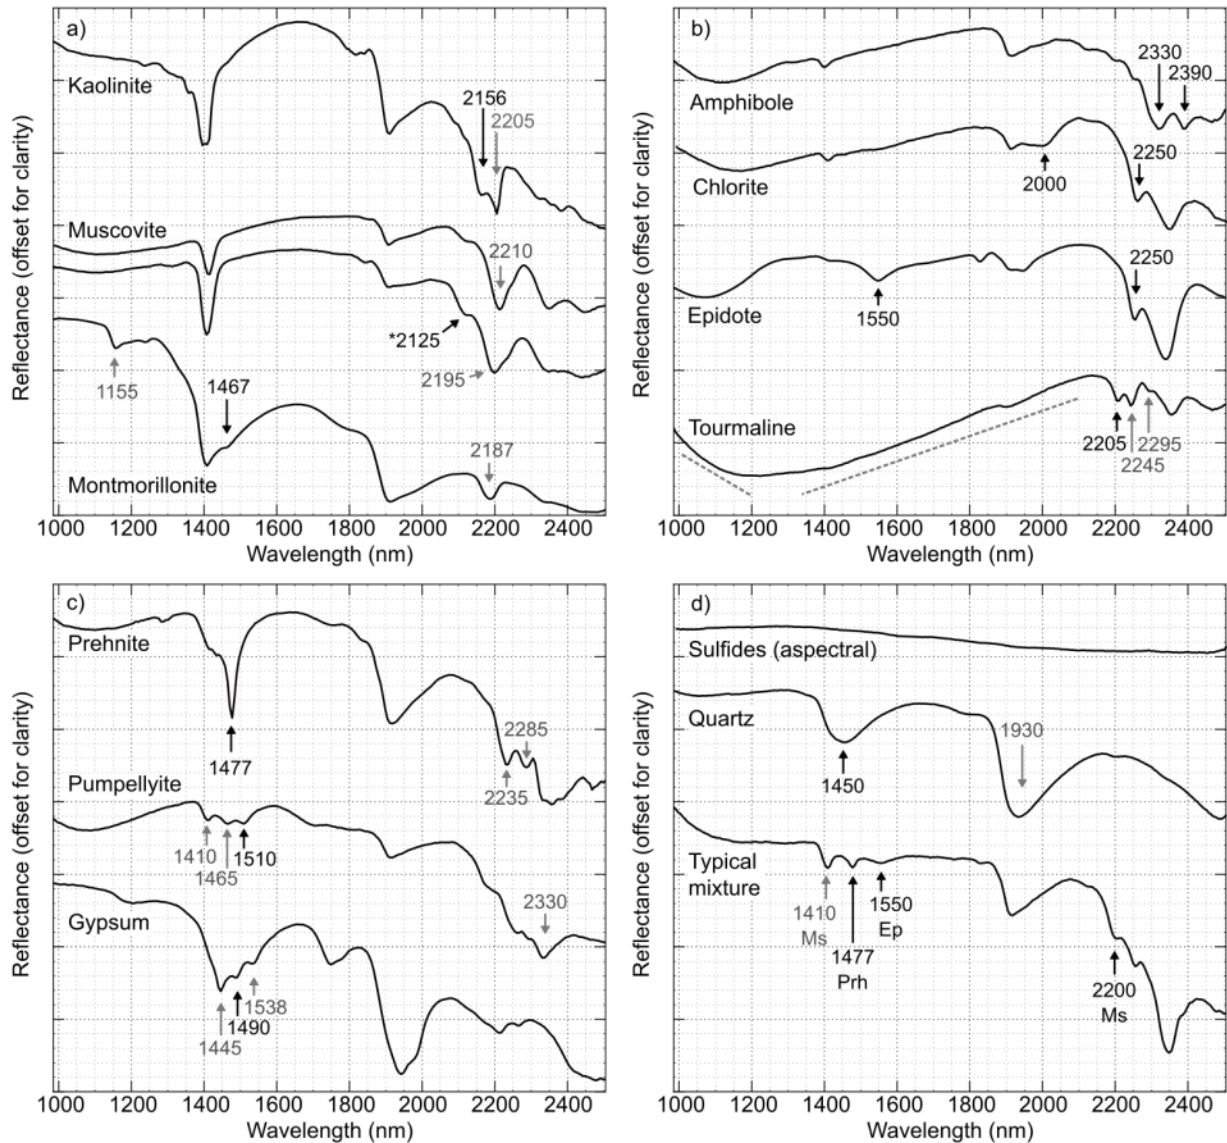 a)
Kaolinite
2156
2205
Muscovite
2210
*2125
2195
1155
1467
2187
Montmorillonite
Reflectance (offset for clarity)
1000 1200 1400 1600 1800 2000 2200 2400
Wavelength (nm)
b)
2330
2390
Amphibole
2250
Chlorite
2000
2250
Epidote
1550
Tourmaline
2205
2295
2245
Reflectance (offset for clarity)
1000 1200 1400 1600 1800 2000 2200 2400
Wavelength (nm)
c)
Prehnite
1477
2285
2235
Pumpellyite
1410
1510
1465
2330
Gypsum
1538
1490
1445
Reflectance (offset for clarity)
1000 1200 1400 1600 1800 2000 2200 2400
Wavelength (nm)
d)
Sulfides (aspectral)
Quartz
1930
1450
Typical
mixture
1410
Ms
1550
Ep
1477
Prh
2200
Ms
Reflectance (offset for clarity)
1000 1200 1400 1600 1800 2000 2200 2400
Wavelength (nm)